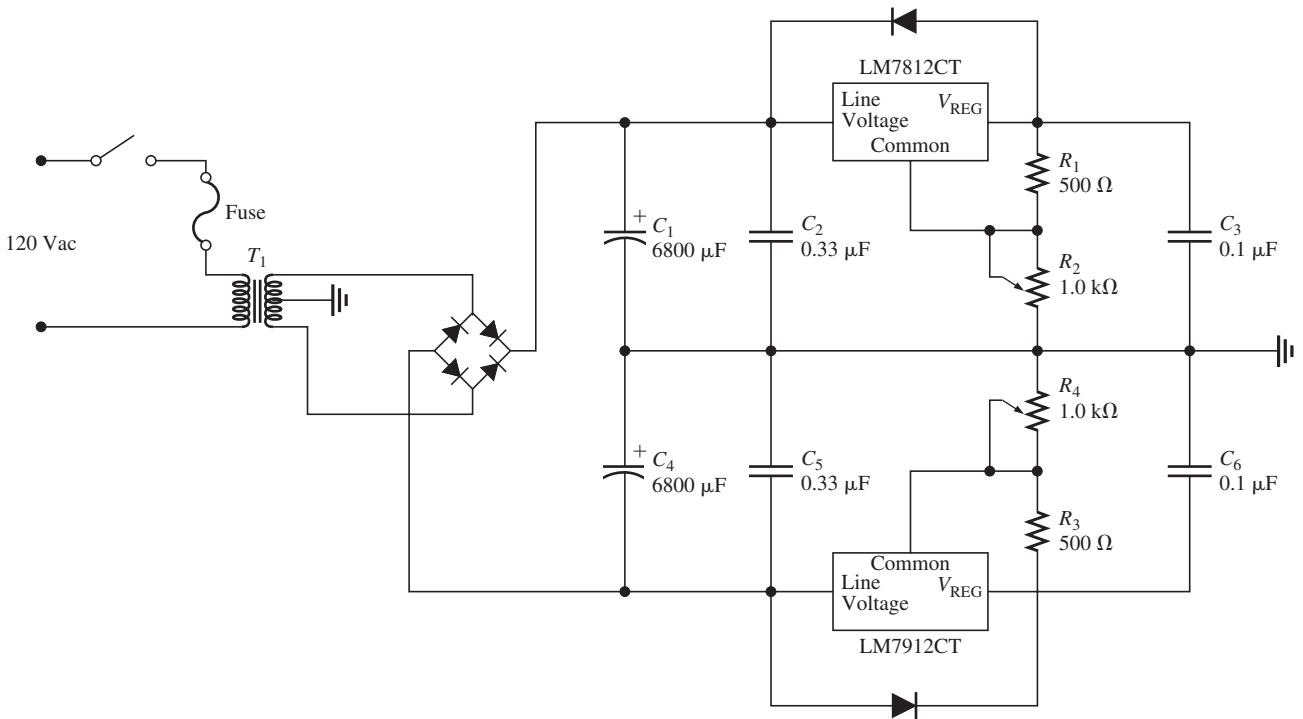 LM7812CT
Line
Voltage
V_REG
Common
R_1
500 Ω
Fuse
120 Vac
T_1
+
C_1
6800 μF
C_2
0.33 μF
C_3
0.1 μF
R_2
1.0 kΩ
R_4
1.0 kΩ
+
C_4
6800 μF
C_5
0.33 μF
C_6
0.1 μF
R_3
500 Ω
Common
Line
Voltage
V_REG
LM7912CT